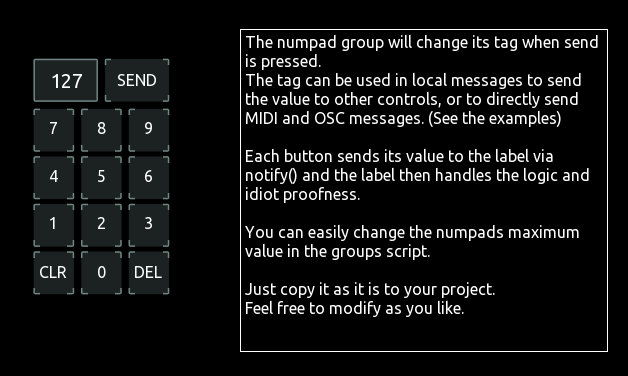 127 SEND
7 8 9
4 5 6
1 2 3
CLR 0 DEL
The numpad group will change its tag when send
is pressed.
The tag can be used in local messages to send
the value to other controls, or to directly send
MIDI and OSC messages. (See the examples)
Each button sends its value to the label via
notify() and the label then handles the logic and
idiot proofness.
You can easily change the numpads maximum
value in the groups script.
Just copy it as it is to your project.
Feel free to modify as you like.